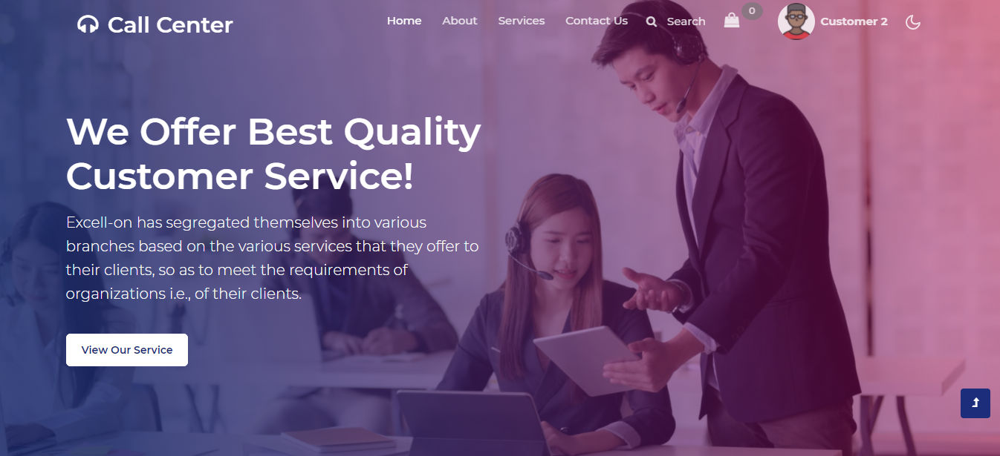 Call Center
Home About Services Contact Us Search 0 Customer 2
We Offer Best Quality
Customer Service!
Excell-on has segregated themselves into various
branches based on the various services that they offer to
their clients, so as to meet the requirements of
organizations i.e., of their clients.
View Our Service